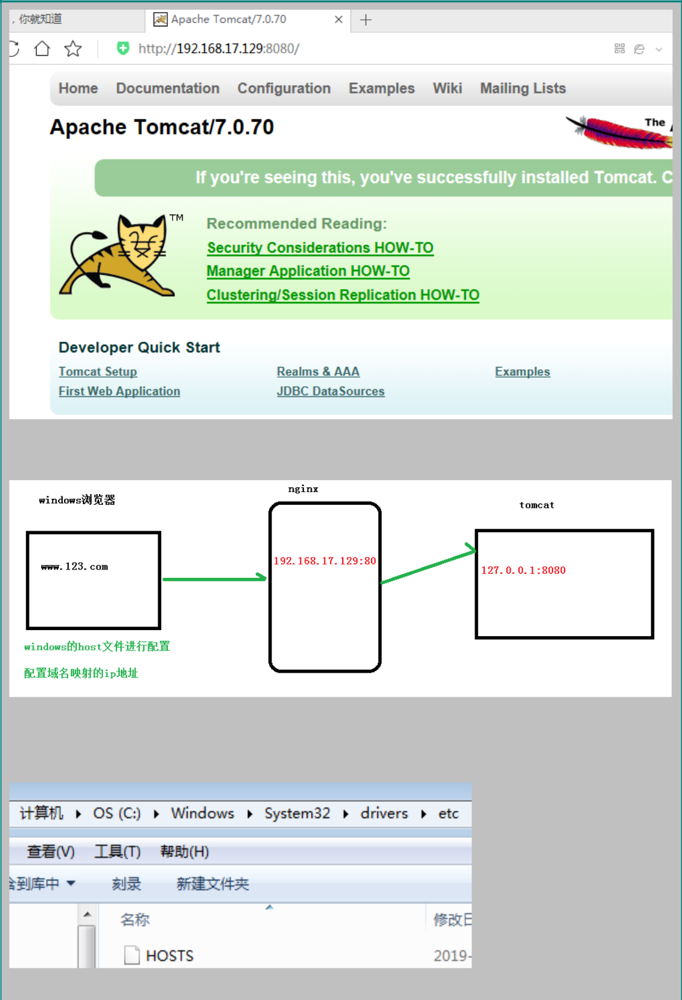 ，你就知道
Apache Tomcat/7.0.70
http://192.168.17.129:8080/
Home Documentation Configuration Examples Wiki Mailing Lists
Apache Tomcat/7.0.70
The
If you're seeing this, you've successfully installed Tomcat. C
TM
Recommended Reading:
Security Considerations HOW-TO
Manager Application HOW-TO
Clustering/Session Replication HOW-TO
Developer Quick Start
Tomcat Setup Realms & AAA Examples
First Web Application JDBC DataSources
windows浏览器 nginx tomcat
www.123.com 192.168.17.129:80 127.0.0.1:8080
windows的host文件进行配置
配置域名映射的ip地址
计算机 OS (C:) Windows System32 drivers etc
查看(V) 工具(T) 帮助(H)
到库中 刻录 新建文件夹
名称 修改日
HOSTS 2019-